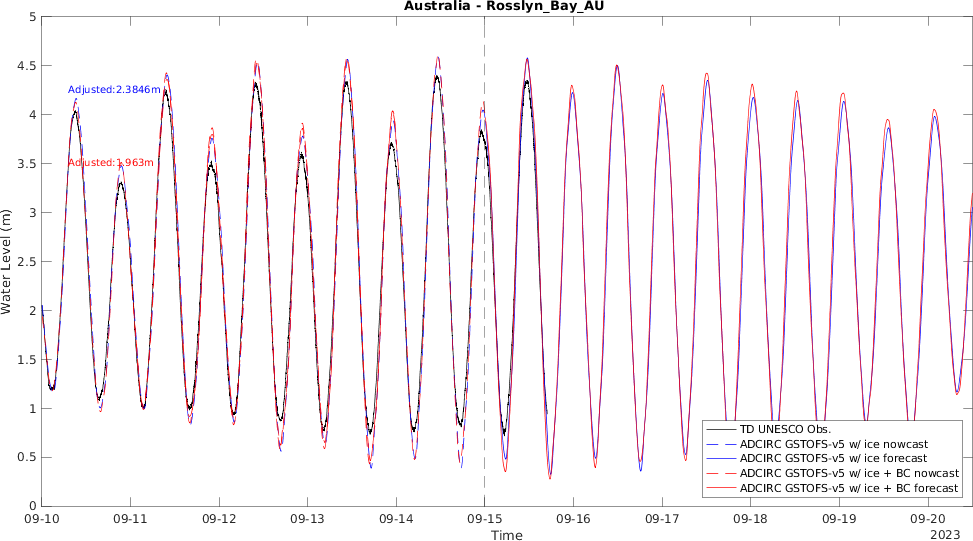 Australia - Rosslyn_Bay_AU
5
4.5
4
3.5
3
2.5
2
1.5
1
0.5
0
Water Level (m)
Adjusted:2.3846m
Adjusted:1.963m
TD UNESCO Obs.
ADCIRC GSTOFS-v5 w/ ice nowcast
ADCIRC GSTOFS-v5 w/ ice forecast
ADCIRC GSTOFS-v5 w/ ice + BC nowcast
ADCIRC GSTOFS-v5 w/ ice + BC forecast
09-10 09-11 09-12 09-13 09-14 09-15 09-16 09-17 09-18 09-19 09-20
Time
2023